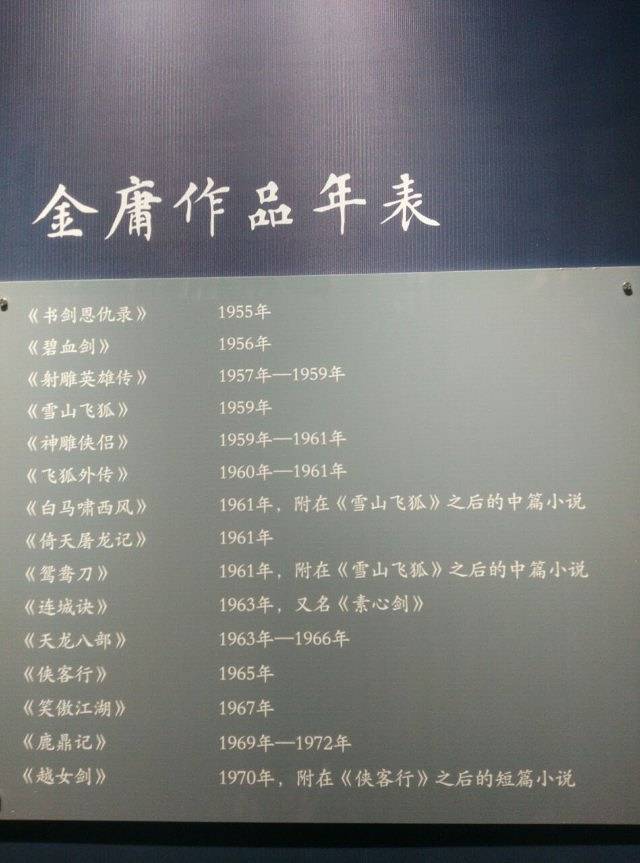 金庸作品年表
《书剑恩仇录》 1955年
《碧血剑》 1956年
《射雕英雄传》 1957年—1959年
《雪山飞狐》 1959年
《神雕侠侣》 1959年—1961年
《飞狐外传》 1960年—1961年
《白马啸西风》 1961年，附在《雪山飞狐》之后的中篇小说
《倚天屠龙记》 1961年
《鸳鸯刀》 1961年，附在《雪山飞狐》之后的中篇小说
《连城诀》 1963年，又名《素心剑》
《天龙八部》 1963年—1966年
《侠客行》 1965年
《笑傲江湖》 1967年
《鹿鼎记》 1969年—1972年
《越女剑》 1970年，附在《侠客行》之后的短篇小说